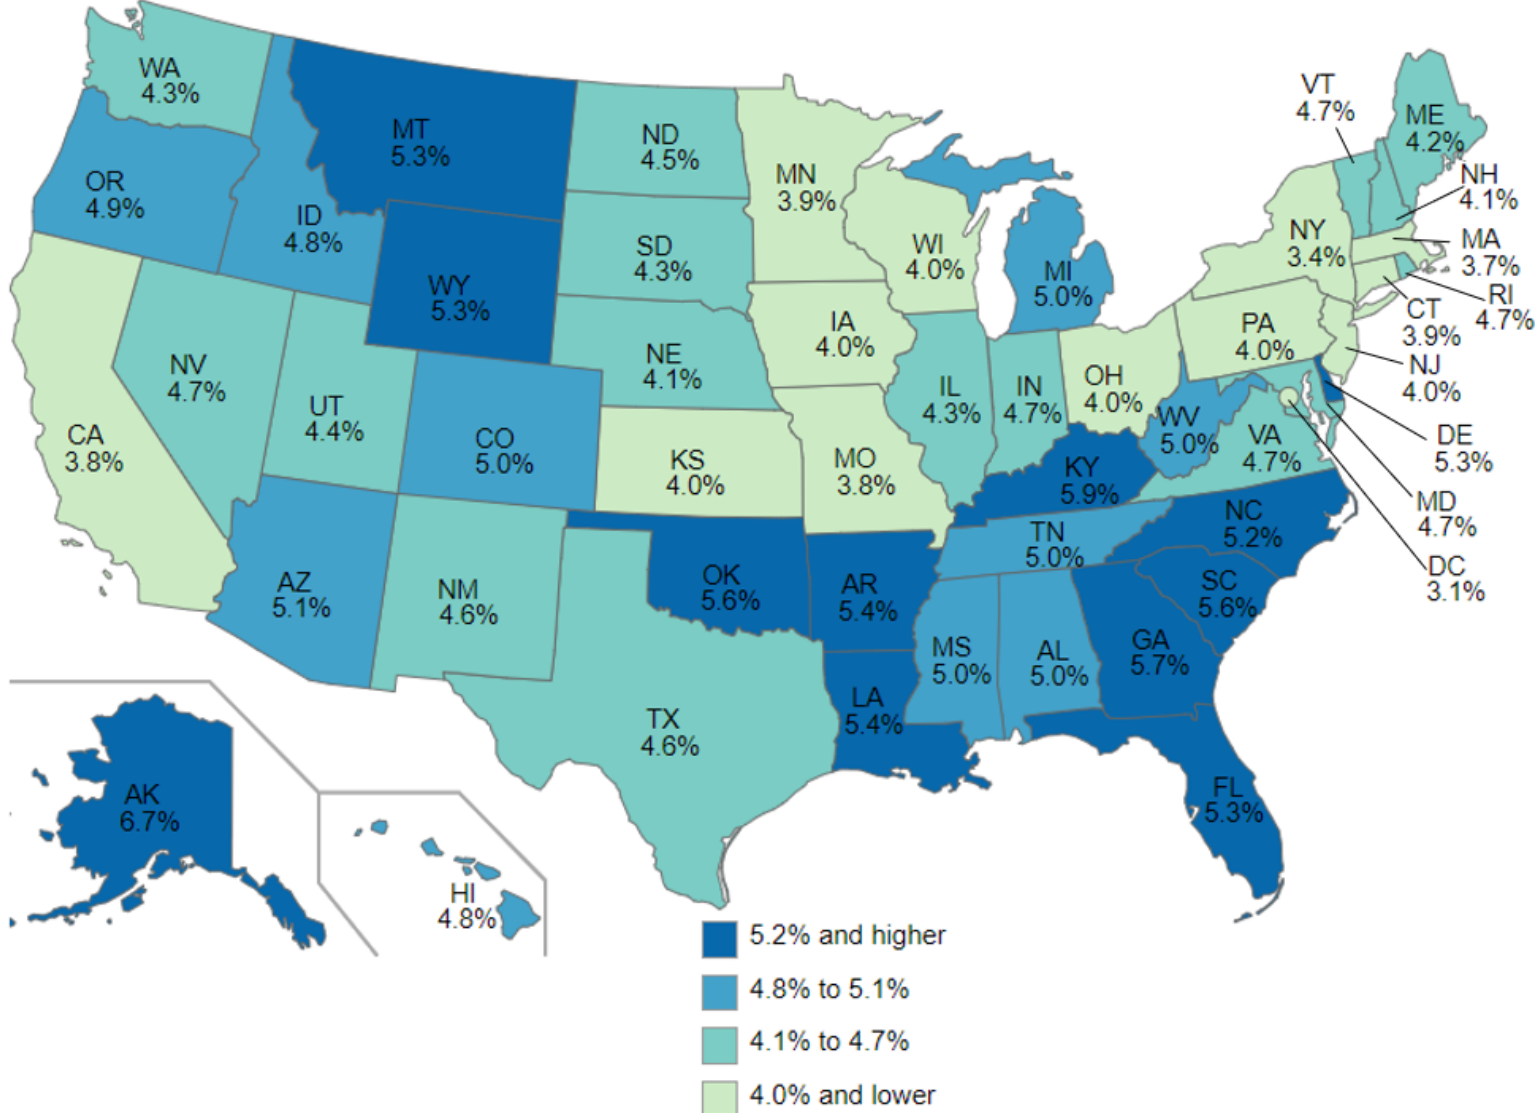 WA
4.3%
OR
4.9%
ID
4.8%
MT
5.3%
WY
5.3%
ND
4.5%
SD
4.3%
NE
4.1%
MN
3.9%
WI
4.0%
MI
5.0%
IA
4.0%
VT
4.7%
ME
4.2%
NH
4.1%
NY
3.4%
MA
3.7%
RI
4.7%
CT
3.9%
PA
4.0%
NJ
4.0%
CA
3.8%
NV
4.7%
UT
4.4%
CO
5.0%
KS
4.0%
MO
3.8%
IL
4.3%
IN
4.7%
OH
4.0%
WV
5.0%
VA
4.7%
DE
5.3%
MD
4.7%
DC
3.1%
KY
5.9%
NC
5.2%
TN
5.0%
SC
5.6%
AZ
5.1%
NM
4.6%
OK
5.6%
AR
5.4%
MS
5.0%
AL
5.0%
GA
5.7%
LA
5.4%
TX
4.6%
FL
5.3%
AK
6.7%
HI
4.8%
5.2% and higher
4.8% to 5.1%
4.1% to 4.7%
4.0% and lower